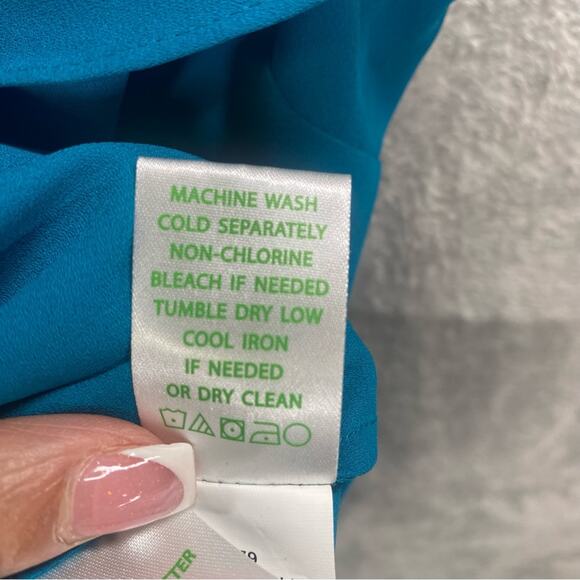 MACHINE WASH
COLD SEPARATELY
NON-CHLORINE
BLEACH IF NEEDED
TUMBLE DRY LOW
COOL IRON
IF NEEDED
OR DRY CLEAN